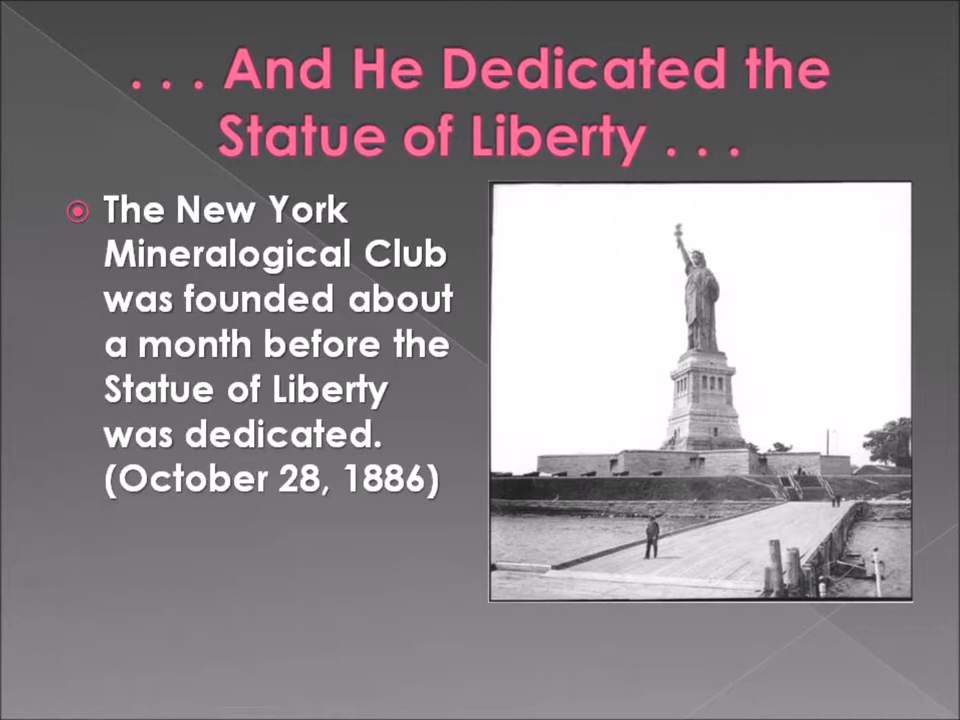 . . . And He Dedicated the
Statue of Liberty . . .
The New York
Mineralogical Club
was founded about
a month before the
Statue of Liberty
was dedicated.
(October 28, 1886)